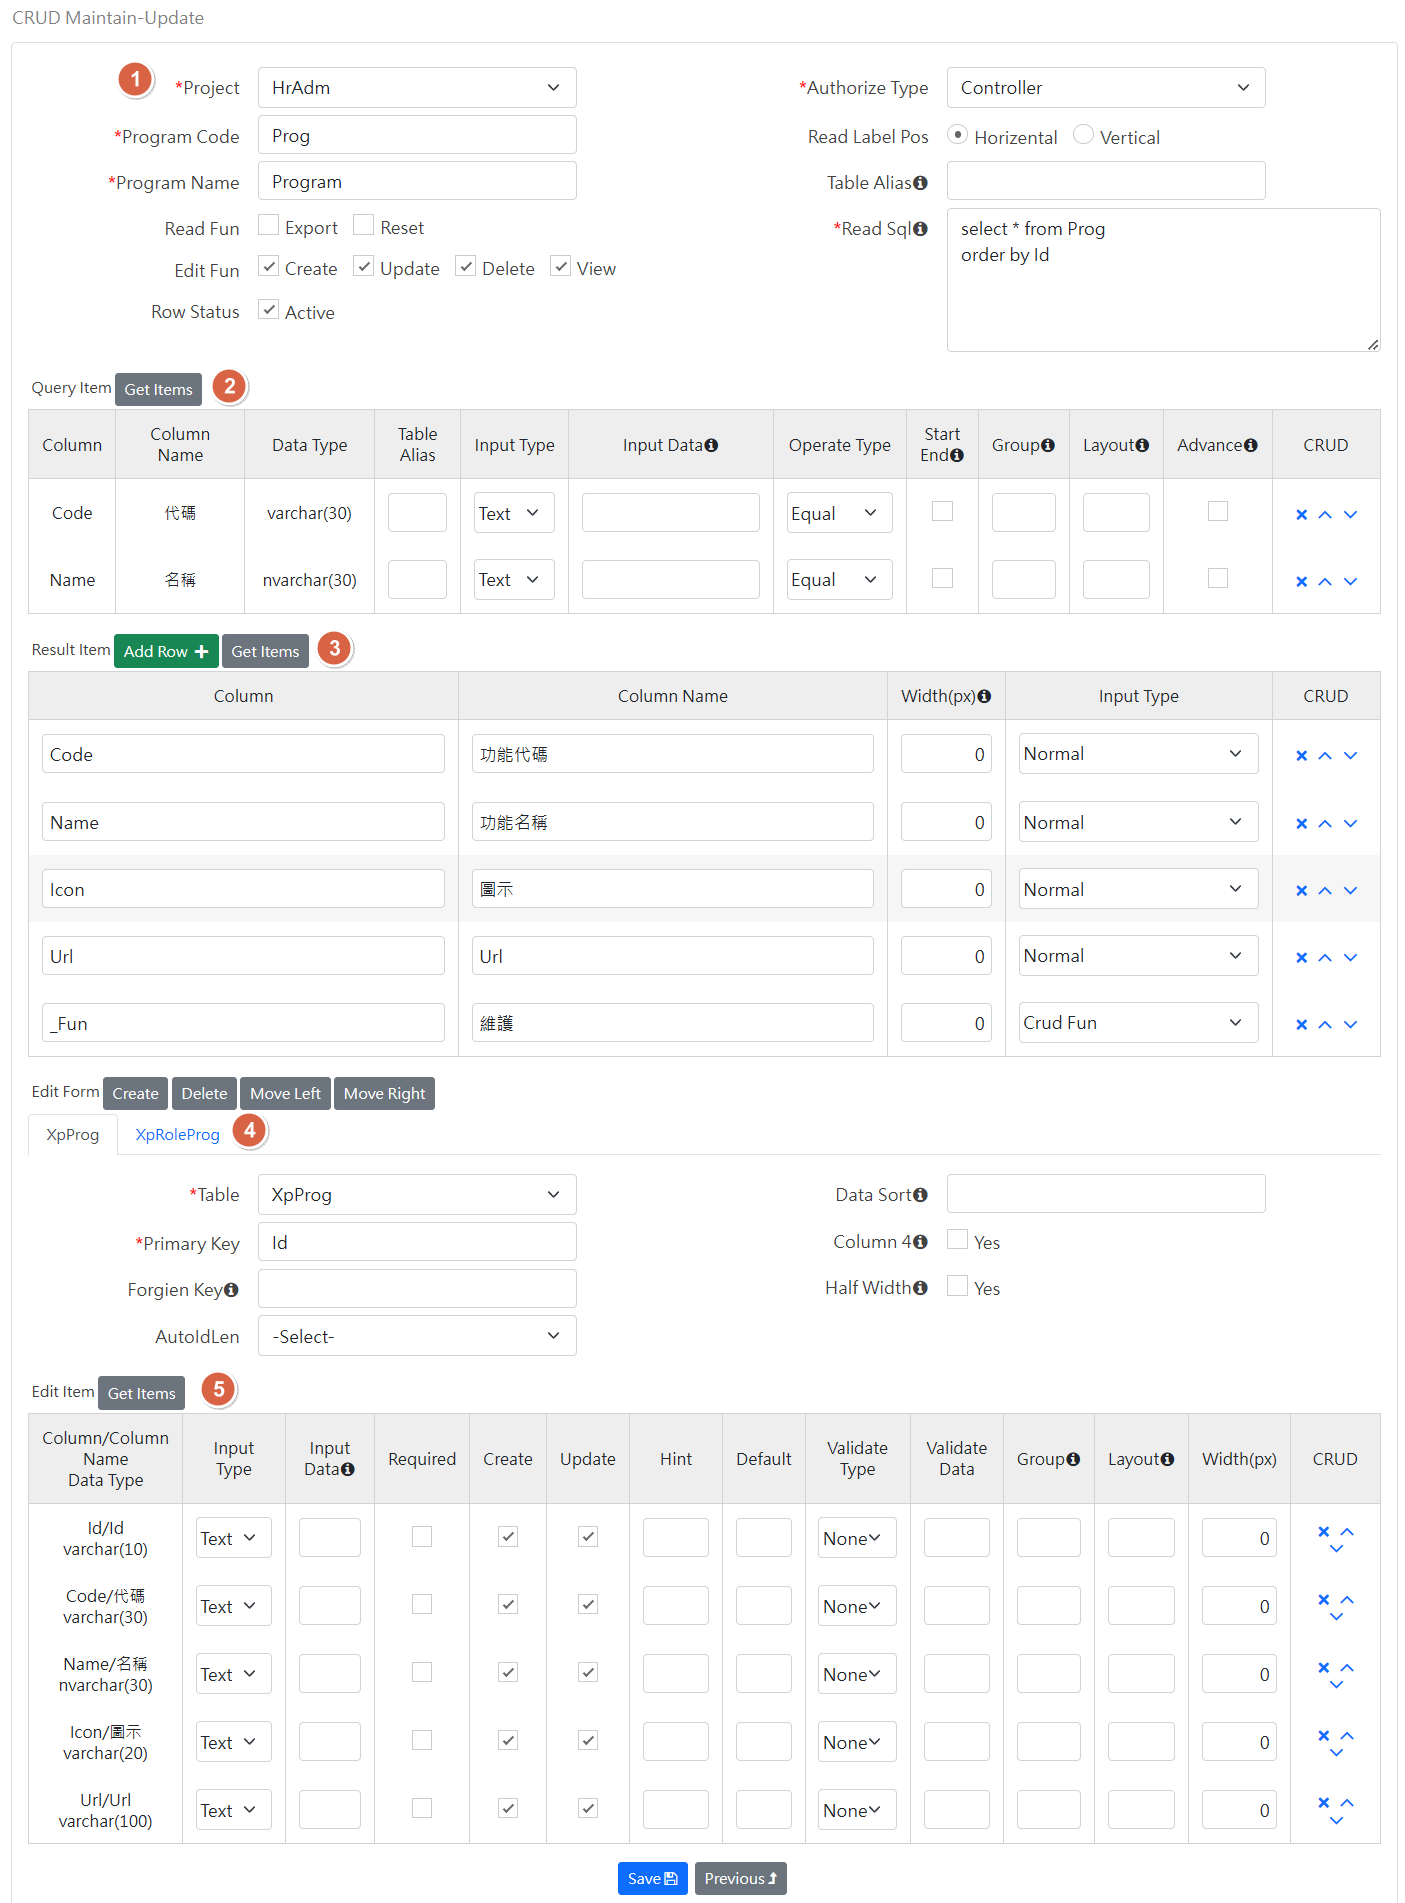 CRUD Maintain-Update
1
*Project HrAdm
*Authorize Type Controller
*Program Code Prog
Read Label Pos Horizental Vertical
*Program Name Program
Table Alias
Read Fun Export Reset
*Read Sql select * from Prog
order by Id
Edit Fun Create Update Delete View
Row Status Active
Query Item Get Items 2
Column Column Name Data Type Table Alias Input Type Input Data Operate Type Start End Group Layout Advance CRUD
Code 代碼 varchar(30) Text Equal
Name 名稱 nvarchar(30) Text Equal
Result Item Add Row Get Items 3
Column Column Name Width(px) Input Type CRUD
Code 功能代碼 0 Normal
Name 功能名稱 0 Normal
Icon 圖示 0 Normal
Url Url 0 Normal
_Fun 維護 0 Crud Fun
Edit Form Create Delete Move Left Move Right
XpProg XpRoleProg 4
*Table XpProg
Data Sort
*Primary Key Id
Column 4 Yes
Forgien Key
Half Width Yes
AutoIdLen -Select-
Edit Item Get Items 5
Column/Column Name Data Type Input Type Input Data Required Create Update Hint Default Validate Type Validate Data Group Layout Width(px) CRUD
Id/Id
varchar(10) Text None 0
Code/代碼
varchar(30) Text None 0
Name/名稱
nvarchar(30) Text None 0
Icon/圖示
varchar(20) Text None 0
Url/Url
varchar(100) Text None 0
Save Previous